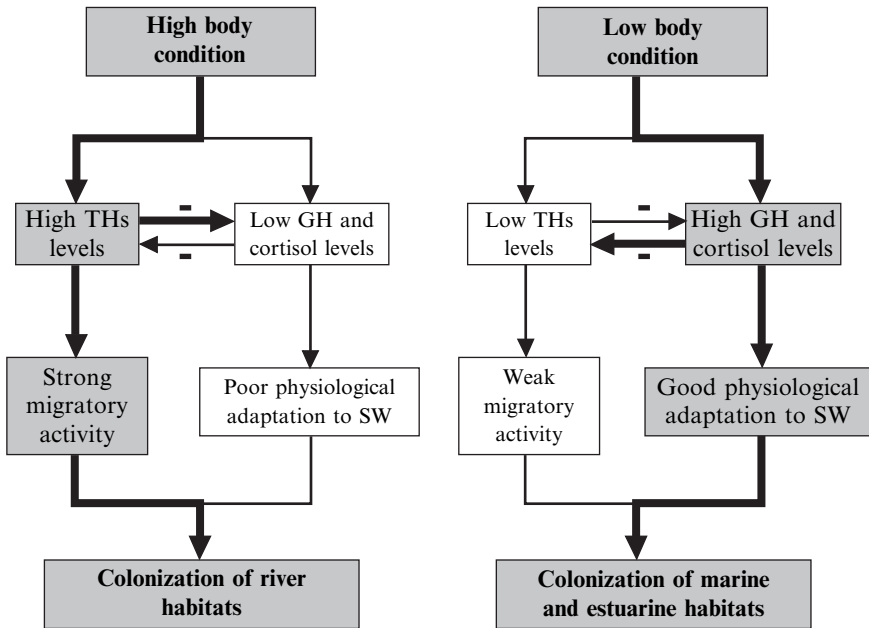 High body
condition
High THs
levels
-
-
Low GH and
cortisol levels
Strong
migratory
activity
Poor physiological
adaptation to SW
Colonization of river
habitats
Low body
condition
Low THs
levels
-
-
High GH and
cortisol levels
Weak
migratory
activity
Good physiological
adaptation to SW
Colonization of marine
and estuarine habitats